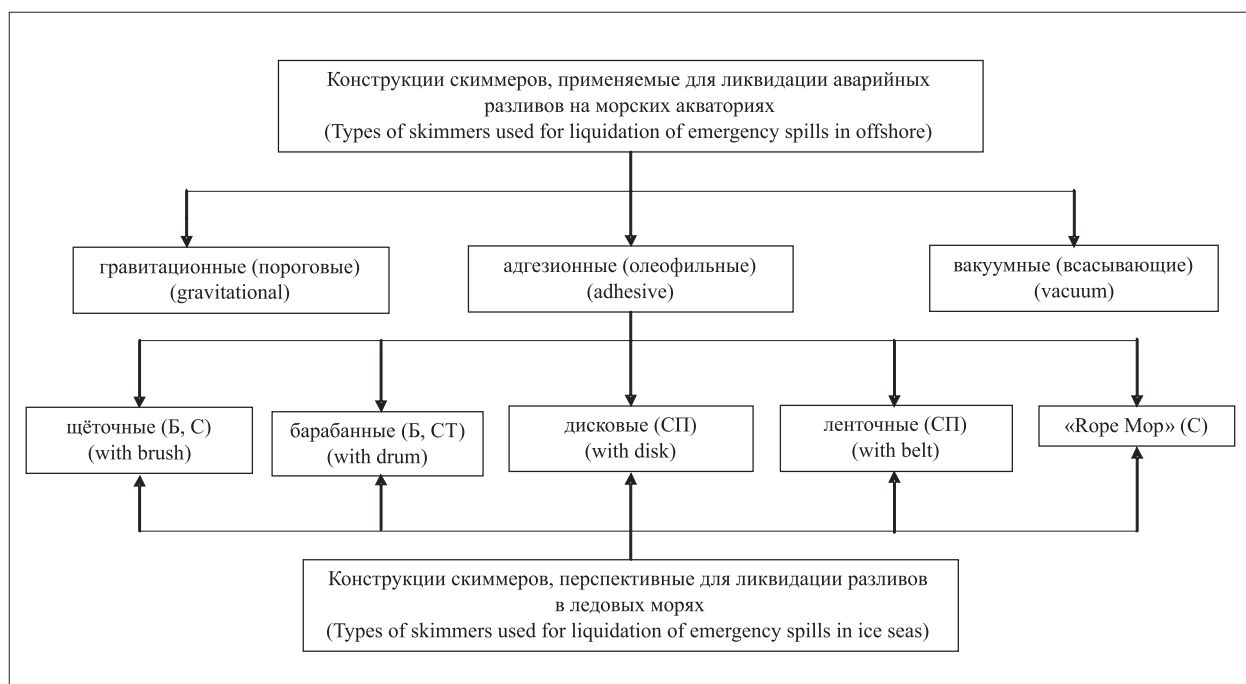 Конструкции скиммеров, применяемые для ликвидации аварийных
разливов на морских акваториях
(Types of skimmers used for liquidation of emergency spills in offshore)
гравитационные (пороговые)
(gravitational)
адгезионные (олеофильные)
(adhesive)
вакуумные (всасывающие)
(vacuum)
щёточные (Б, С)
(with brush)
барабанные (Б, СТ)
(with drum)
дисковые (СП)
(with disk)
ленточные (СП)
(with belt)
«Rope Mop» (С)
Конструкции скиммеров, перспективные для ликвидации разливов
в ледовых морях
(Types of skimmers used for liquidation of emergency spills in ice seas)